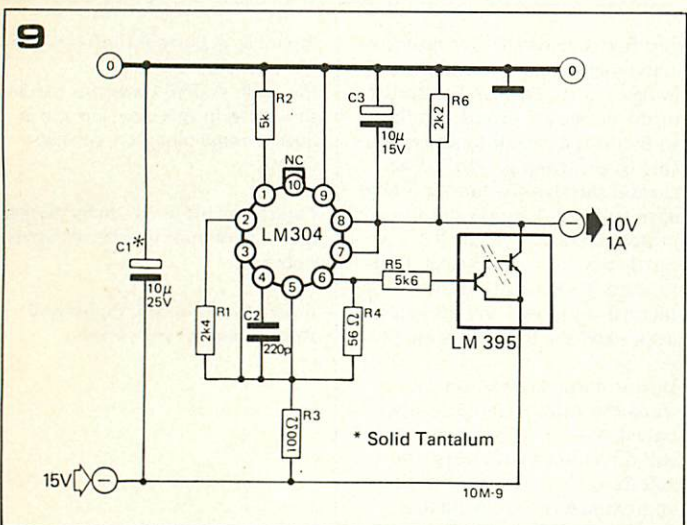 9
0
0
R2
5k
C3
10µ
15V
R6
2k2
NC
10
1
9
2
8
3
7
4
6
5
LM304
10V
1A
C1*
10µ
25V
R5
5k6
LM 395
R1
2k4
C2
220p
R4
56 Ω
R3
100Ω
* Solid Tantalum
15V
10M-9